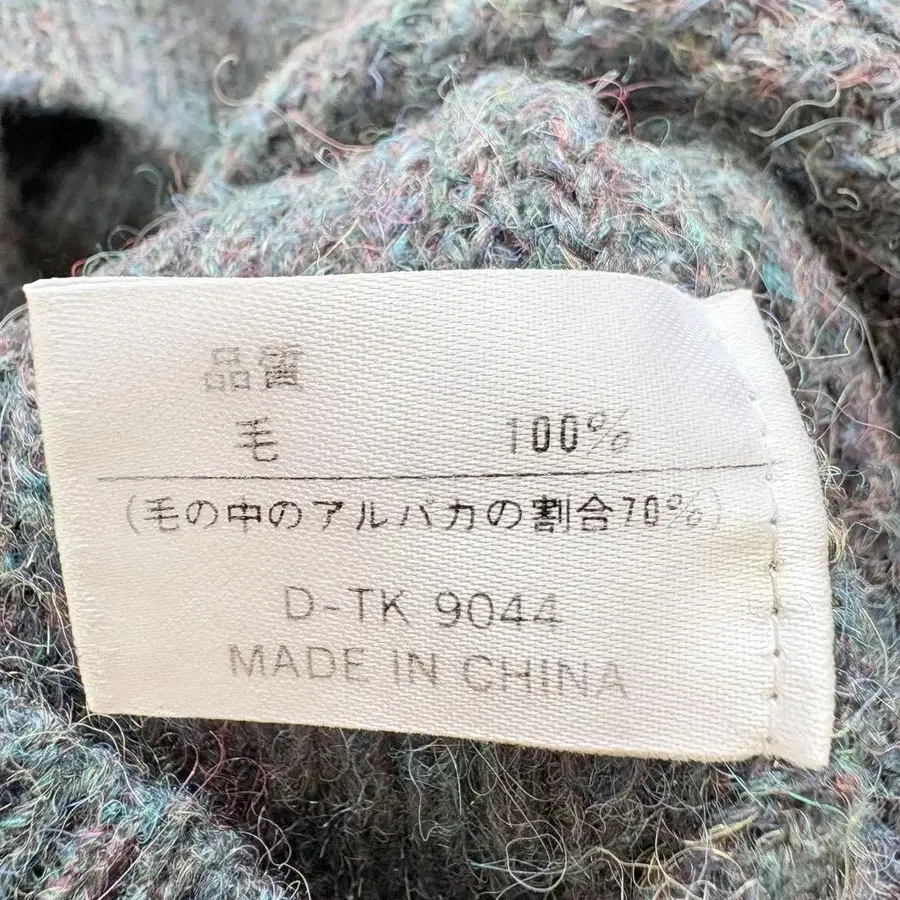 品質
毛 100%
(毛の中のアルパカの割合70%)
D-TK 9044
MADE IN CHINA